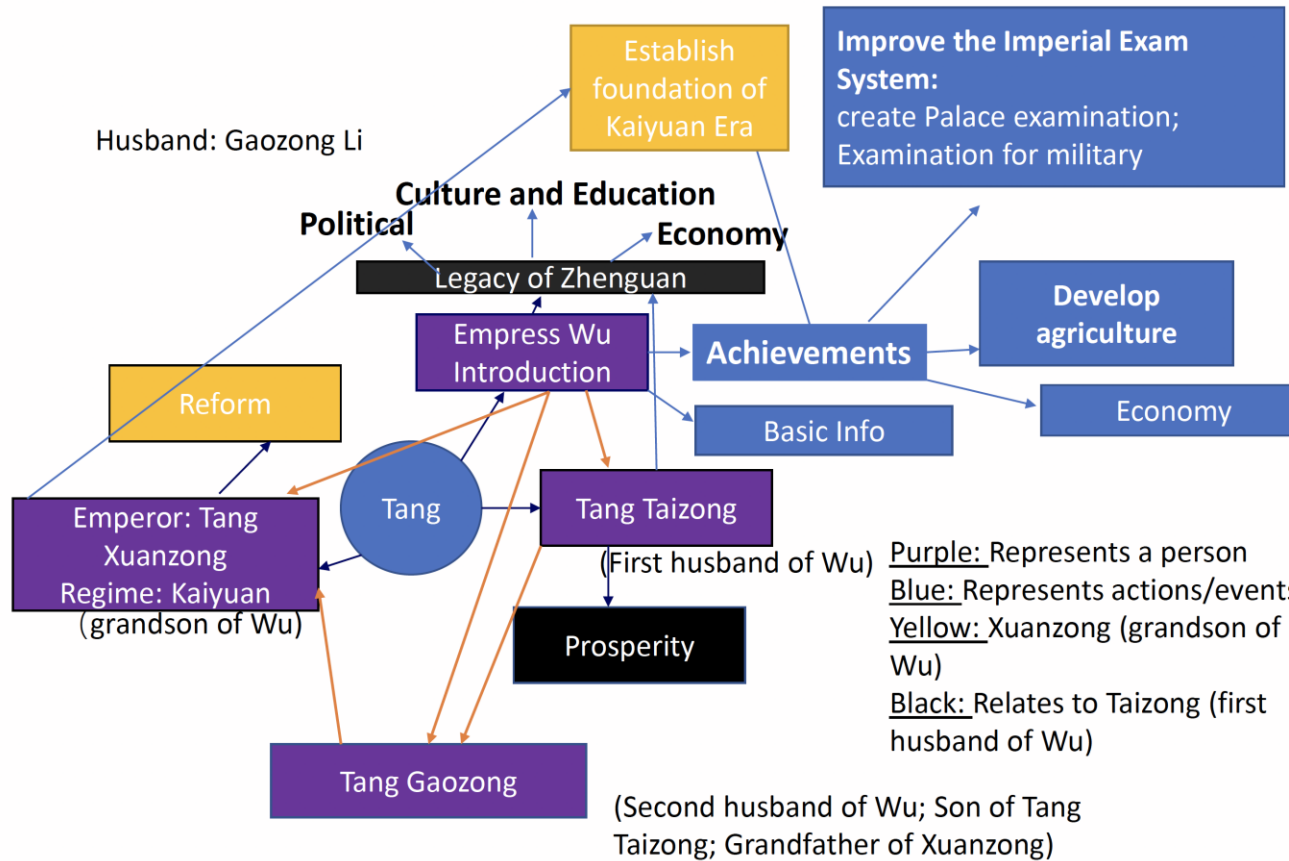 Establish
foundation of
Kaiyuan Era
Improve the Imperial Exam
System:
create Palace examination;
Examination for military
Husband: Gaozong Li
Culture and Education
Political
Economy
Legacy of Zhenguan
Empress Wu
Introduction
Achievements
Develop
agriculture
Reform
Basic Info
Economy
Tang
Tang Taizong
(First husband of Wu)
Emperor: Tang
Xuanzong
Regime: Kaiyuan
(grandson of Wu)
Prosperity
Purple: Represents a person
Blue: Represents actions/events
Yellow: Xuanzong (grandson of
Wu)
Black: Relates to Taizong (first
husband of Wu)
Tang Gaozong
(Second husband of Wu; Son of Tang
Taizong; Grandfather of Xuanzong)